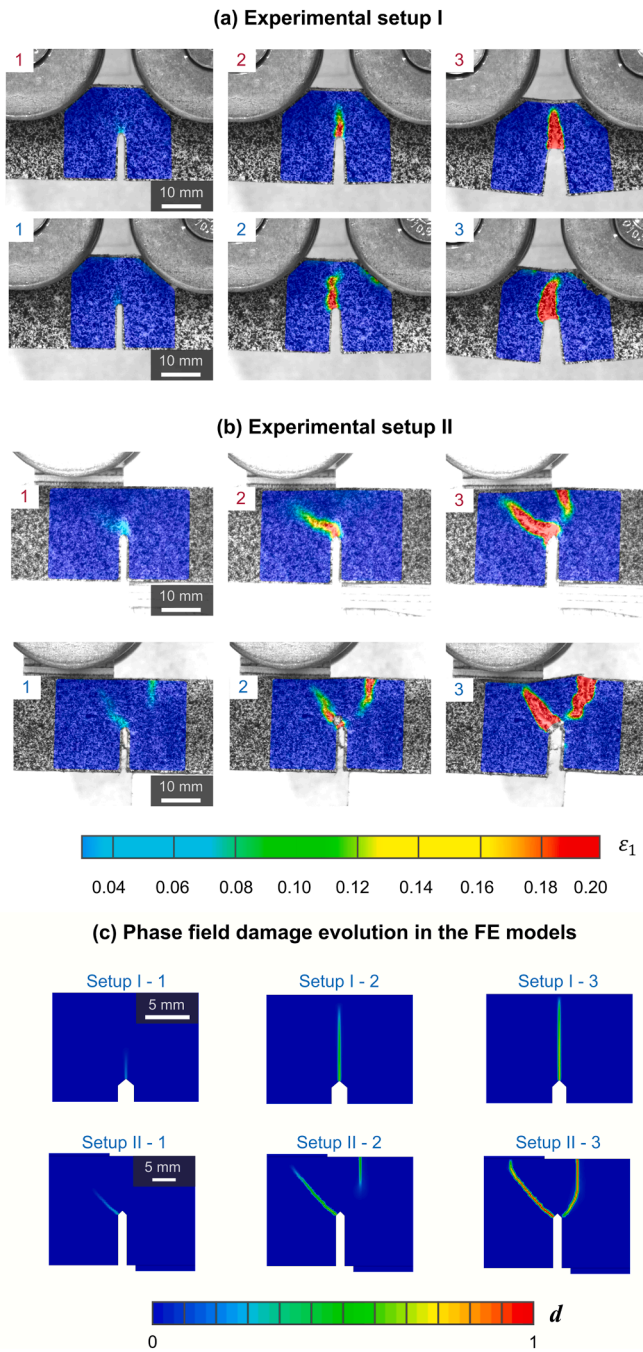 (a) Experimental setup I
1 2 3
10 mm
1 2 3
10 mm
(b) Experimental setup II
1 2 3
10 mm
1 2 3
10 mm
ε₁
0.04 0.06 0.08 0.10 0.12 0.14 0.16 0.18 0.20
(c) Phase field damage evolution in the FE models
Setup I - 1 Setup I - 2 Setup I - 3
5 mm
Setup II - 1 Setup II - 2 Setup II - 3
5 mm
d
0 1